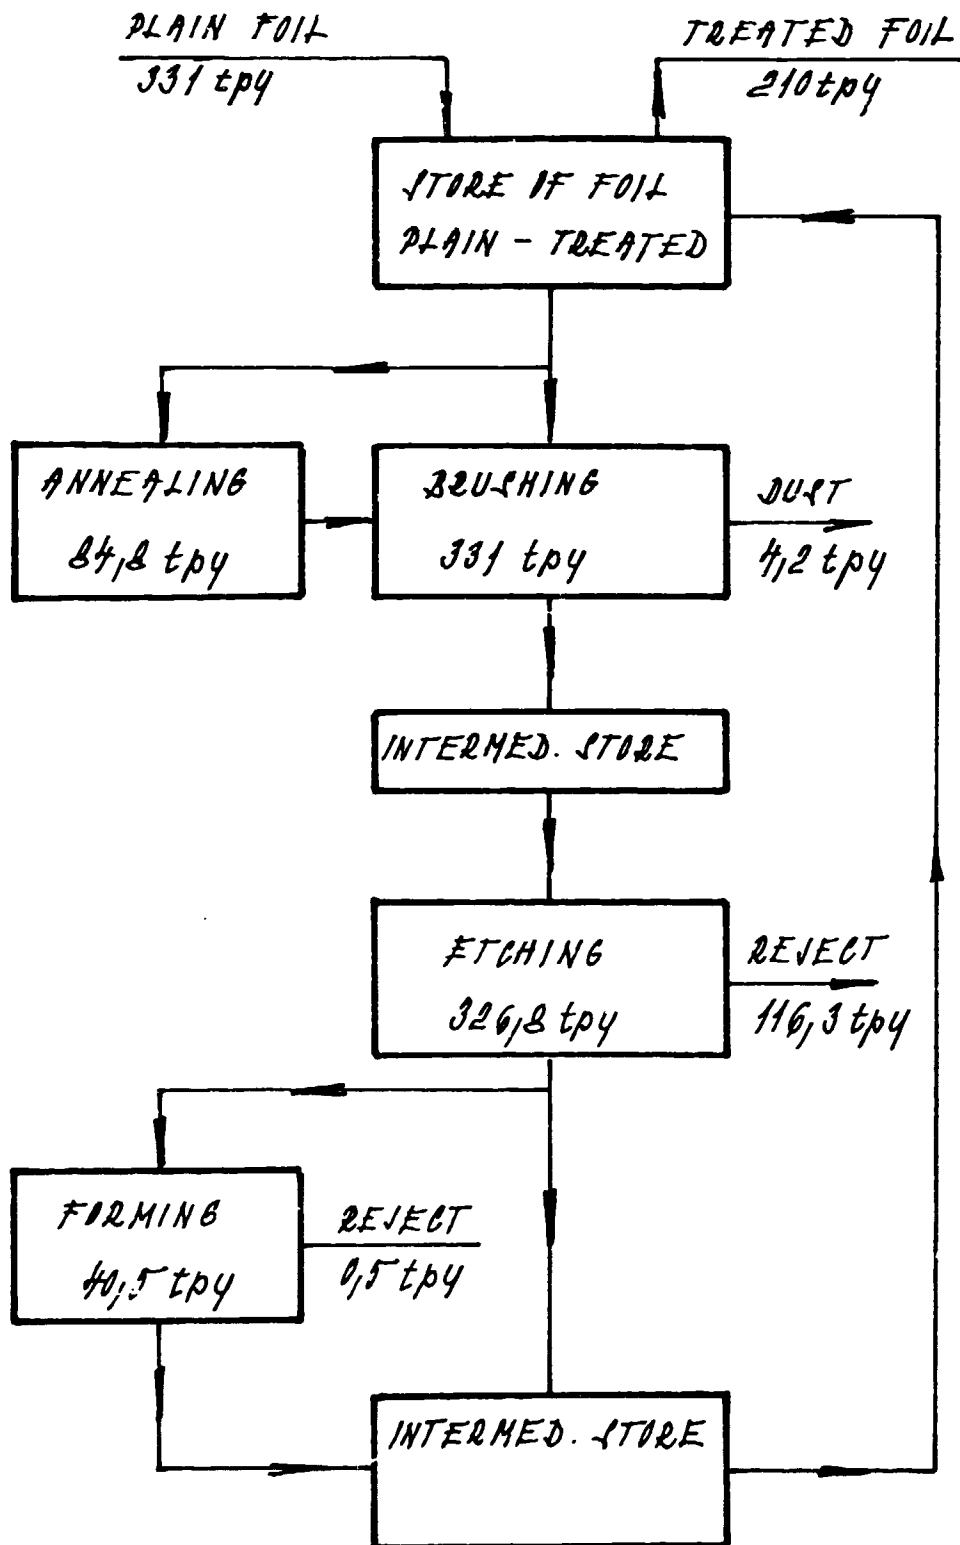 PLAIN FOIL
331 tpy
TREATED FOIL
210 tpy
STORE OF FOIL
PLAIN - TREATED
ANNEALING
84,8 tpy
BRUSHING
331 tpy
DUST
4,2 tpy
INTERMED. STORE
ETCHING
326,8 tpy
REJECT
116,3 tpy
FORMING
40,5 tpy
REJECT
0,5 tpy
INTERMED. STORE